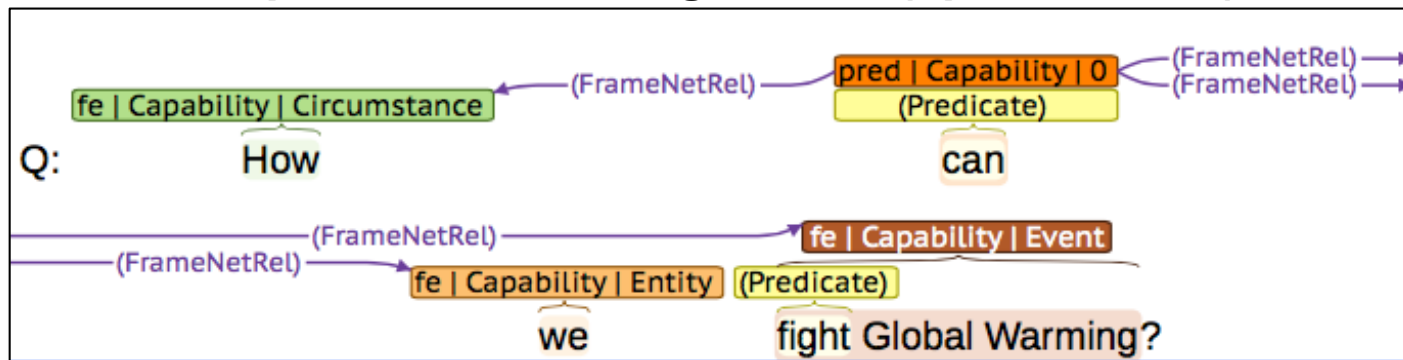 (FrameNetRel) pred | Capability | 0 (FrameNetRel)
(FrameNetRel)
fe | Capability | Circumstance (Predicate)
Q: How can
(FrameNetRel) fe | Capability | Event
(FrameNetRel) fe | Capability | Entity (Predicate)
we fight Global Warming?